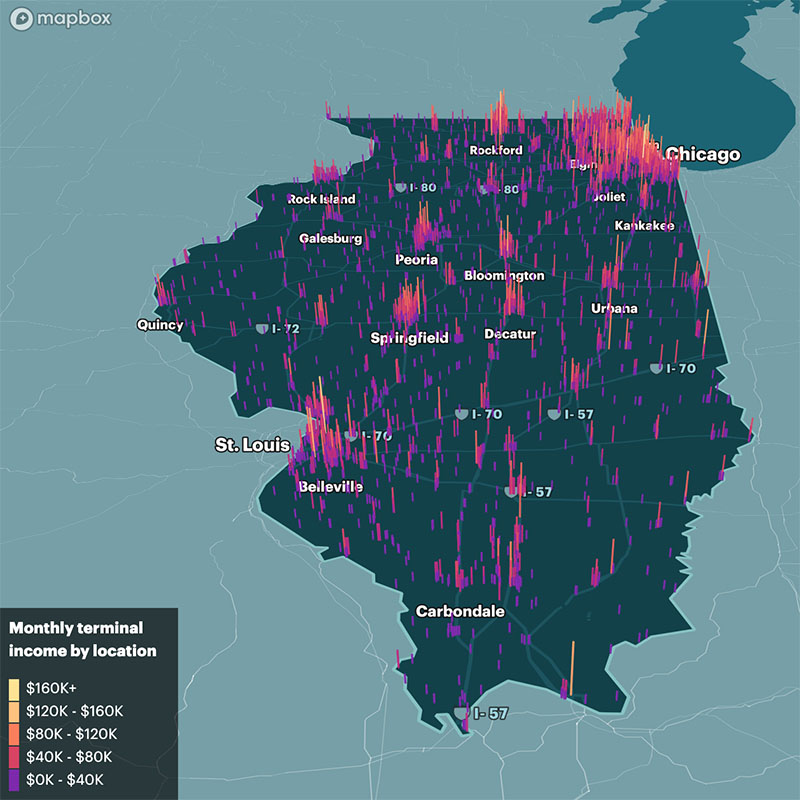 mapbox
Rockford
Chicago
Elgin
I- 80
80
Rock Island
Joliet
Kankakee
Galesburg
Peoria
Bloomington
Urbana
Quincy
I- 72
Springfield
Decatur
I- 70
I- 70
I- 57
I- 70
St. Louis
Belleville
I- 57
Carbondale
Monthly terminal
income by location
$160K+
$120K - $160K
$80K - $120K
$40K - $80K
$0K - $40K
I- 57